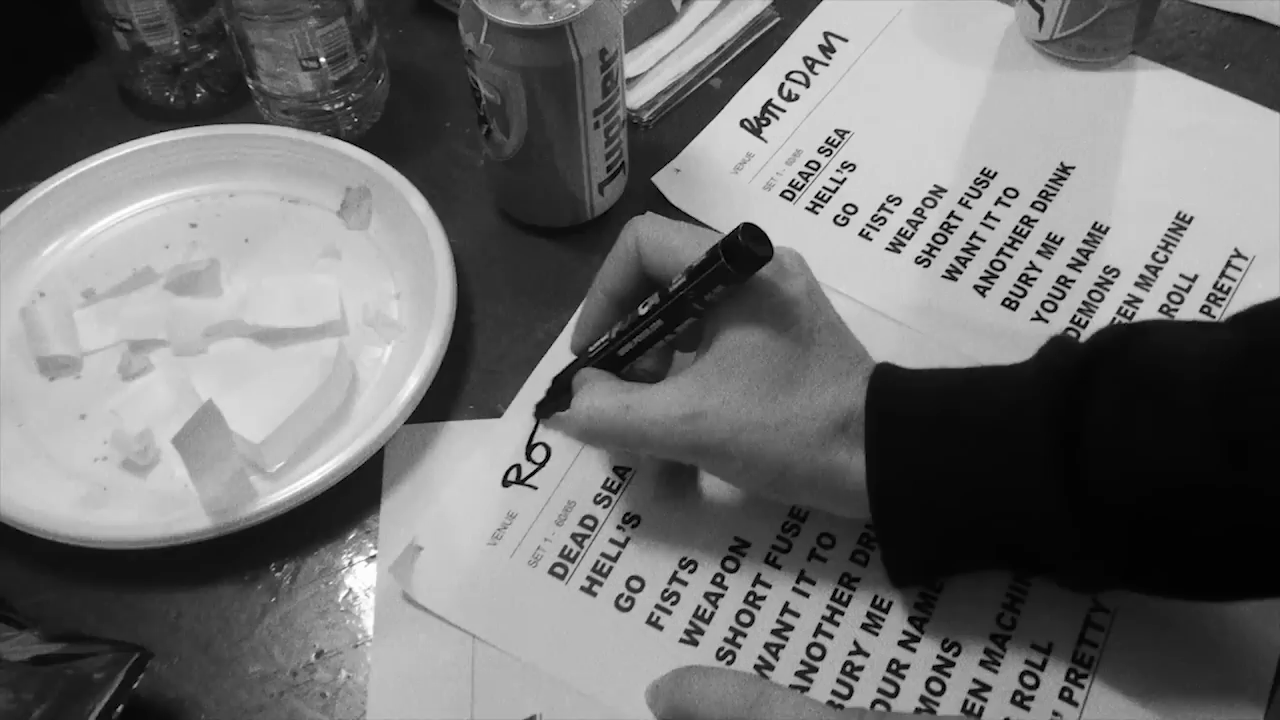 Jupiler
VENUE ROTTEDAM
SET 1 - 60/65
DEAD SEA
HELL'S
GO
FISTS
WEAPON
SHORT FUSE
WANT IT TO
ANOTHER DRINK
BURY ME
YOUR NAME
DEMONS
EEN MACHINE
ROLL
PRETTY
VENUE RO
SET 1 - 60/65
DEAD SEA
HELL'S
GO
FISTS
WEAPON
SHORT FUSE
WANT IT TO
ANOTHER DR
BURY ME
OUR NAME
MONS
EN MACHIN
ROLL
' PRETTY